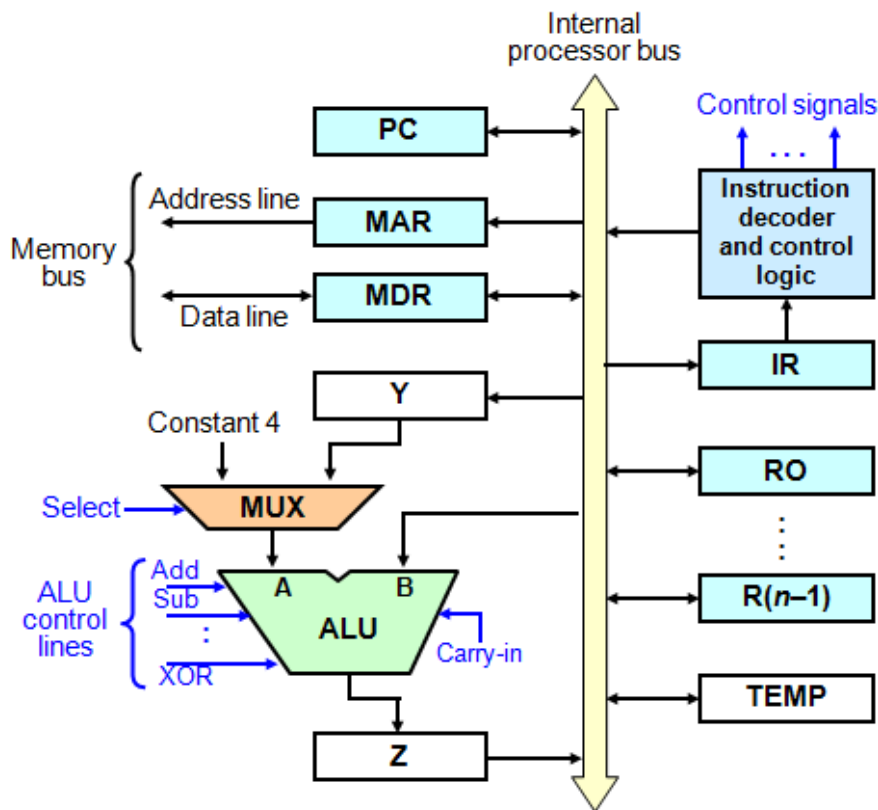 Internal
processor bus
Control signals
...
PC
Instruction
decoder
and control
logic
Address line
MAR
Memory
bus
MDR
Data line
IR
Y
Constant 4
RO
Select
MUX
Add
A
B
R(n–1)
ALU
control
lines
Sub
ALU
Carry-in
XOR
TEMP
Z